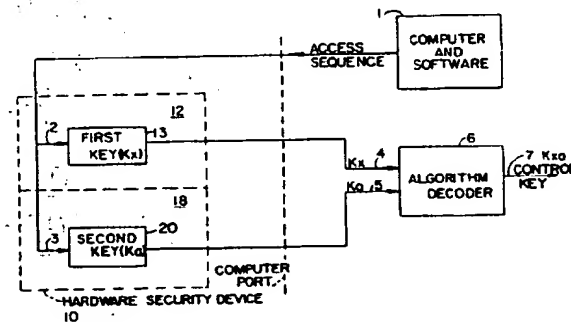 1
COMPUTER
AND
SOFTWARE
ACCESS
SEQUENCE
12
2
FIRST
KEY(Kx)
13
Kx
4
6
ALGORITHM
DECODER
7 Kxa
CONTROL
KEY
Ka
5
18
3
SECOND
KEY(Ka)
20
COMPUTER
PORT
HARDWARE SECURITY DEVICE
10